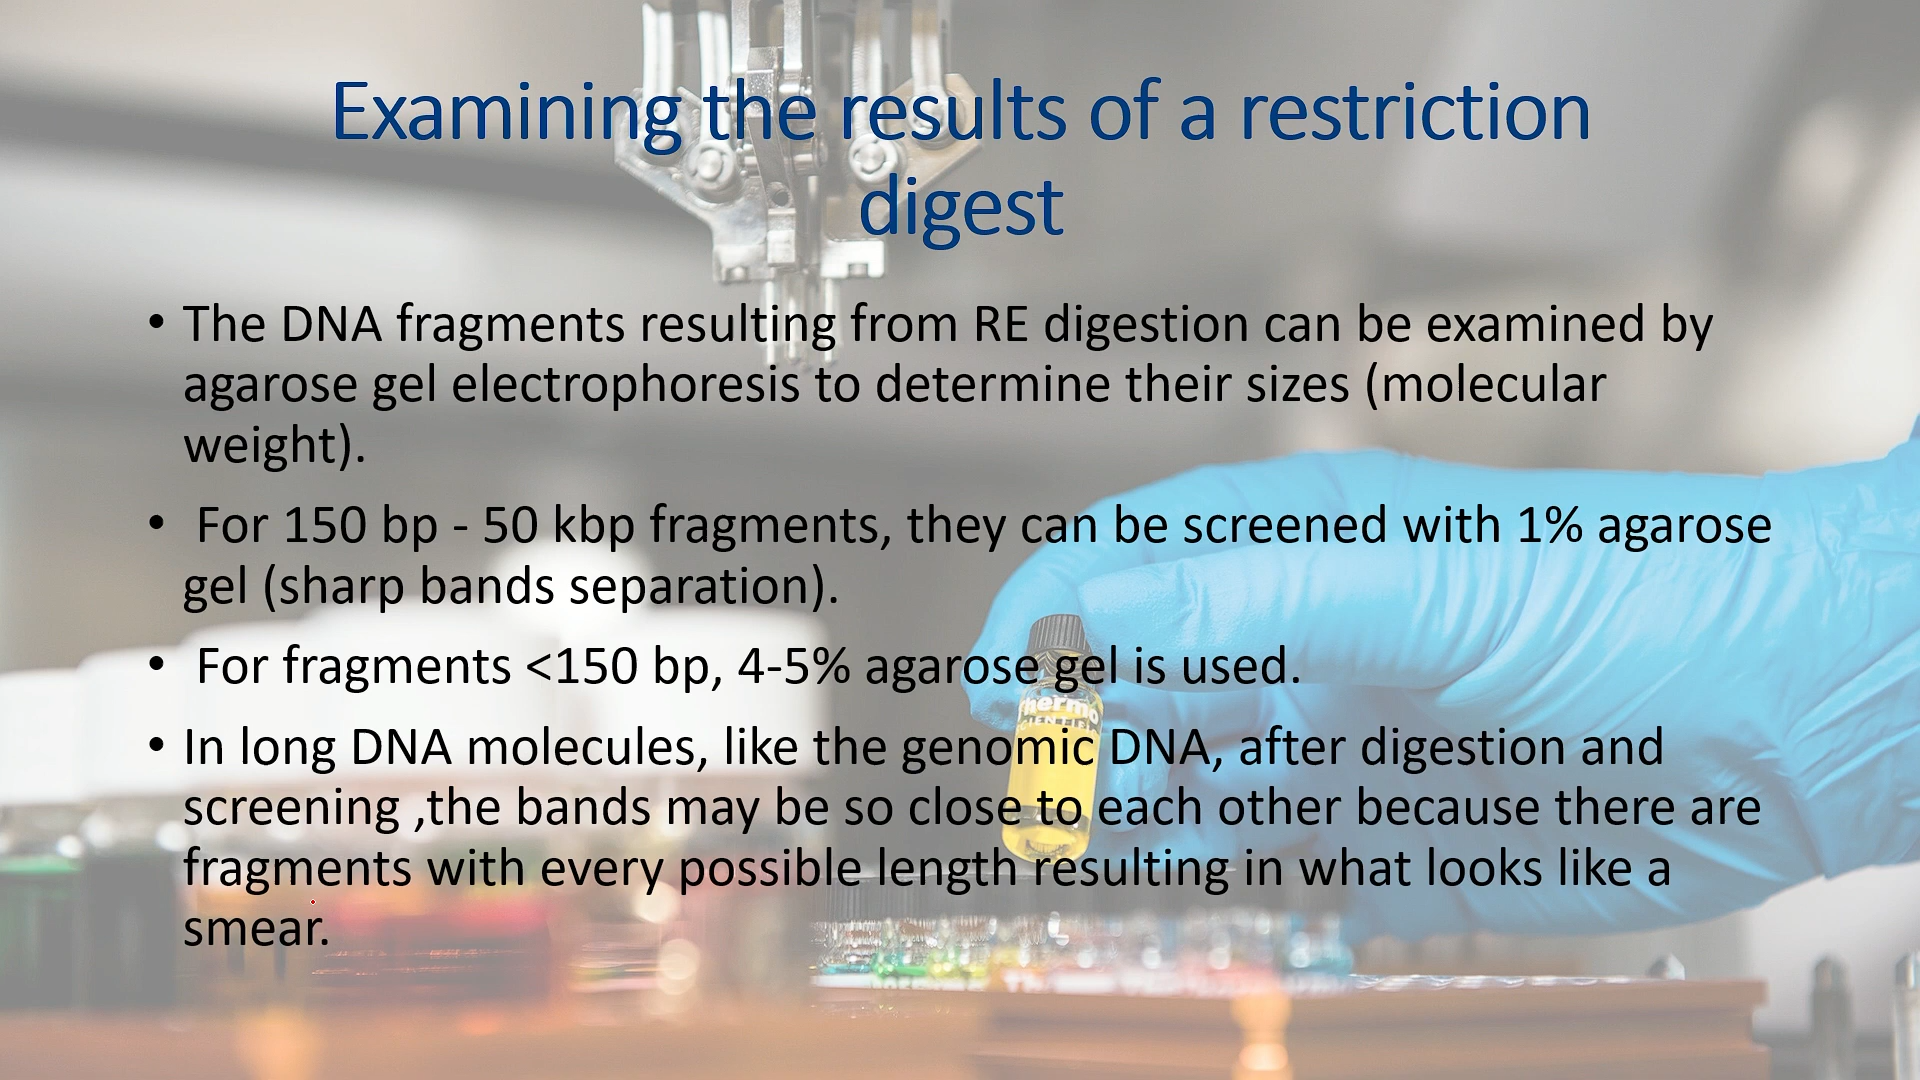 Examining the results of a restriction
digest
• The DNA fragments resulting from RE digestion can be examined by
agarose gel electrophoresis to determine their sizes (molecular
weight).
• For 150 bp - 50 kbp fragments, they can be screened with 1% agarose
gel (sharp bands separation).
• For fragments <150 bp, 4-5% agarose gel is used.
• In long DNA molecules, like the genomic DNA, after digestion and
screening ,the bands may be so close to each other because there are
fragments with every possible length resulting in what looks like a
smear.
Thermo